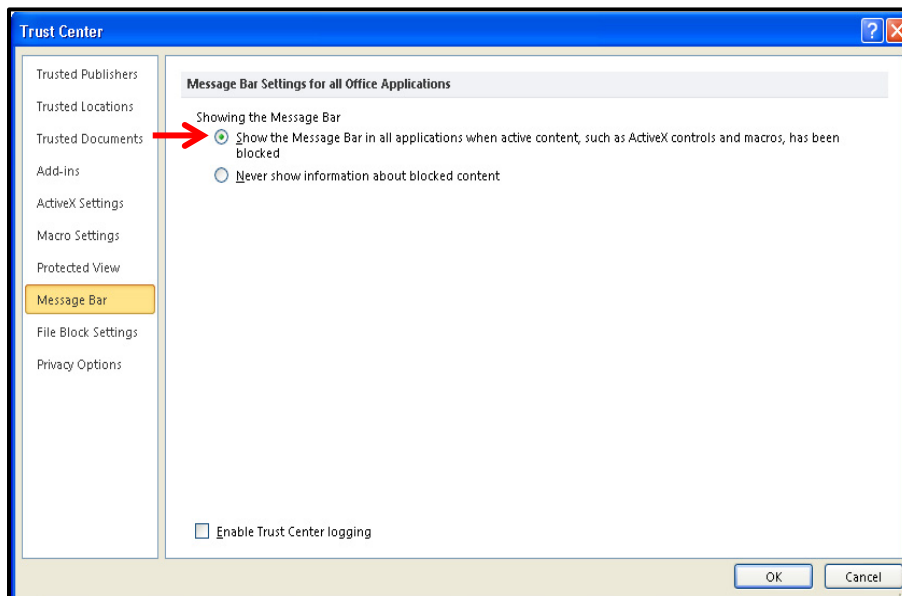 Trust Center
Trusted Publishers
Trusted Locations
Trusted Documents
Add-ins
ActiveX Settings
Macro Settings
Protected View
Message Bar
File Block Settings
Privacy Options
Message Bar Settings for all Office Applications
Showing the Message Bar
Show the Message Bar in all applications when active content, such as ActiveX controls and macros, has been
blocked
Never show information about blocked content
Enable Trust Center logging
OK
Cancel